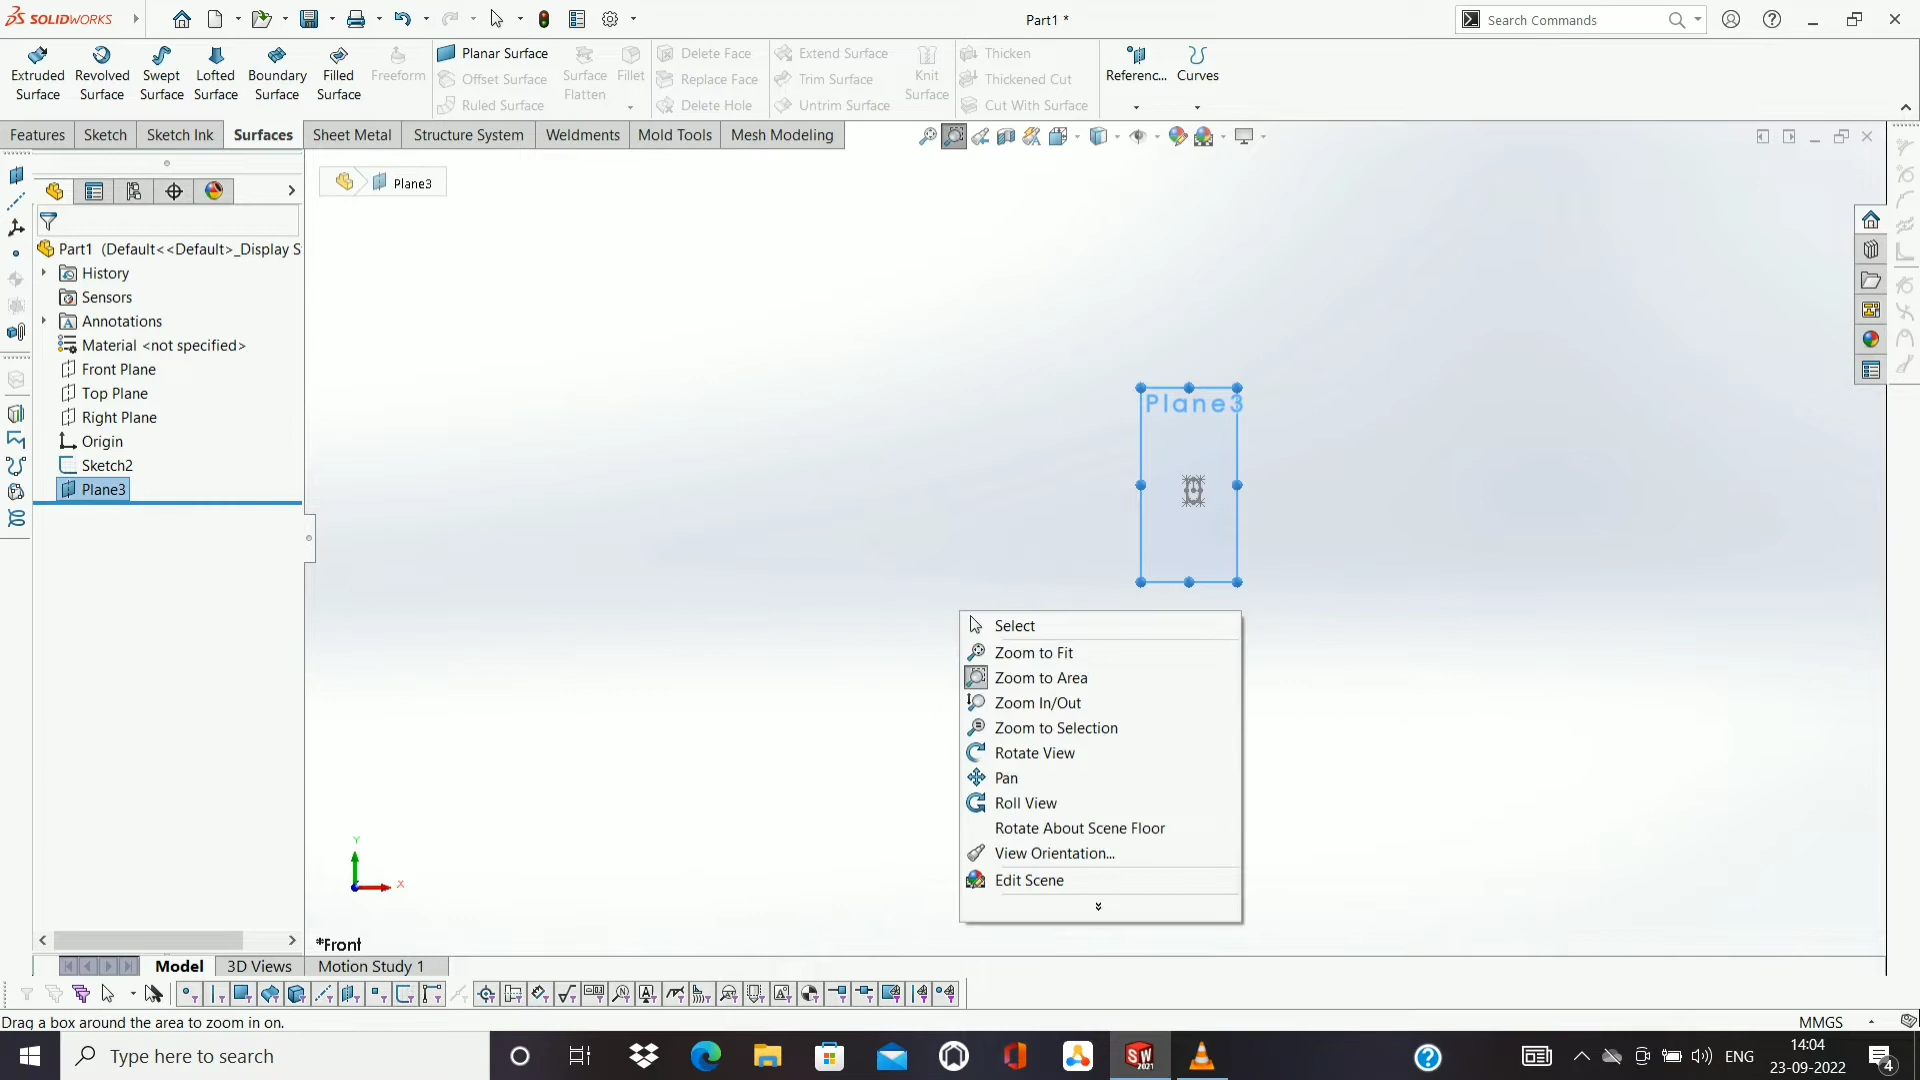 SOLIDWORKS
Part1 *
Search Commands
Extruded Surface
Revolved Surface
Swept Surface
Lofted Surface
Boundary Surface
Filled Surface
Freeform
Planar Surface
Offset Surface
Ruled Surface
Surface Flatten
Fillet
Delete Face
Replace Face
Delete Hole
Extend Surface
Trim Surface
Untrim Surface
Knit Surface
Thicken
Thickened Cut
Cut With Surface
Referenc...
Curves
Features
Sketch
Sketch Ink
Surfaces
Sheet Metal
Structure System
Weldments
Mold Tools
Mesh Modeling
Plane3
Part1 (Default<<Default>_Display S
History
Sensors
Annotations
Material <not specified>
Front Plane
Top Plane
Right Plane
Origin
Sketch2
Plane3
Plane3
Select
Zoom to Fit
Zoom to Area
Zoom In/Out
Zoom to Selection
Rotate View
Pan
Roll View
Rotate About Scene Floor
View Orientation...
Edit Scene
Y
X
*Front
Model
3D Views
Motion Study 1
Drag a box around the area to zoom in on.
MMGS
Type here to search
SW
2021
ENG
14:04
23-09-2022
4